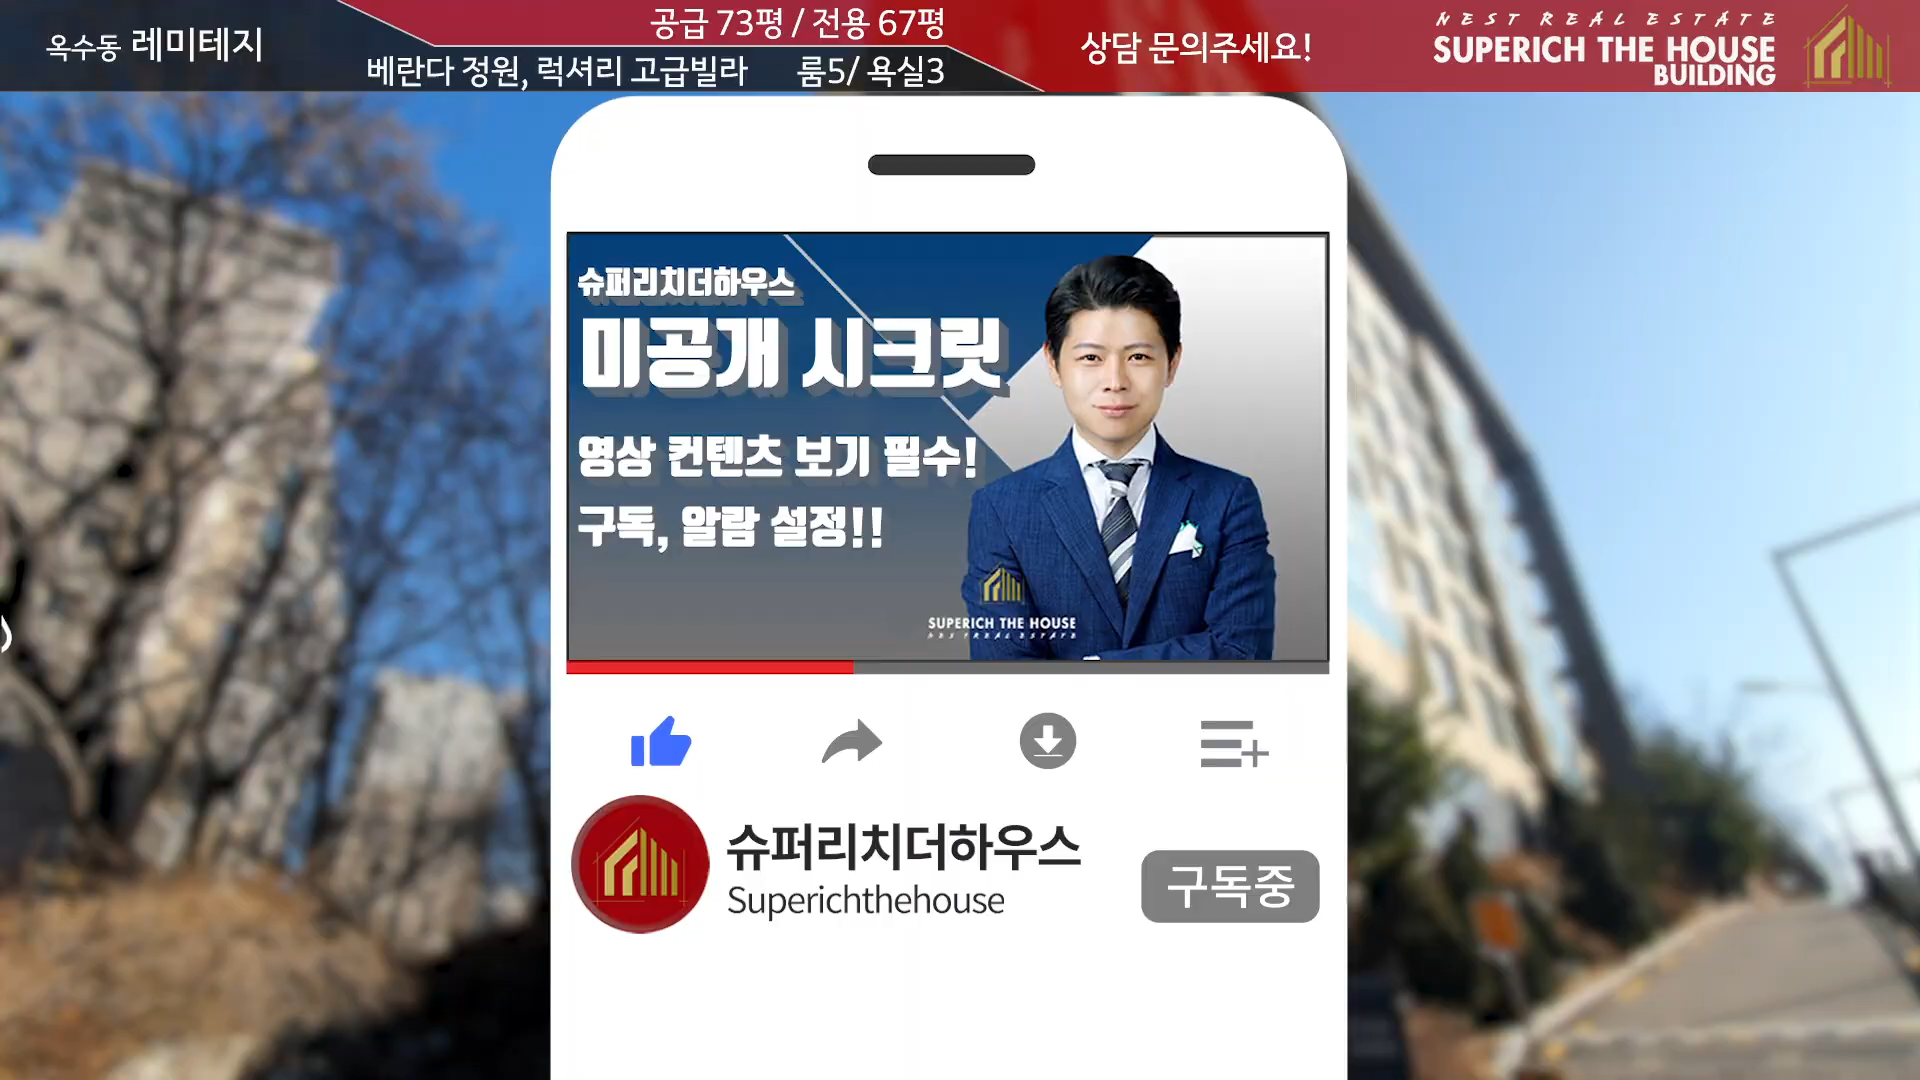 옥수동 레미테지
공급 73평 / 전용 67평
베란다 정원, 럭셔리 고급빌라 룸5/ 욕실3
상담 문의주세요!
NEST REAL ESTATE
SUPERICH THE HOUSE
BUILDING
슈퍼리치더하우스
미공개 시크릿
영상 컨텐츠 보기 필수!
구독, 알람 설정!!
SUPERICH THE HOUSE
NEST REAL ESTATE
슈퍼리치더하우스
Superichthehouse
구독중